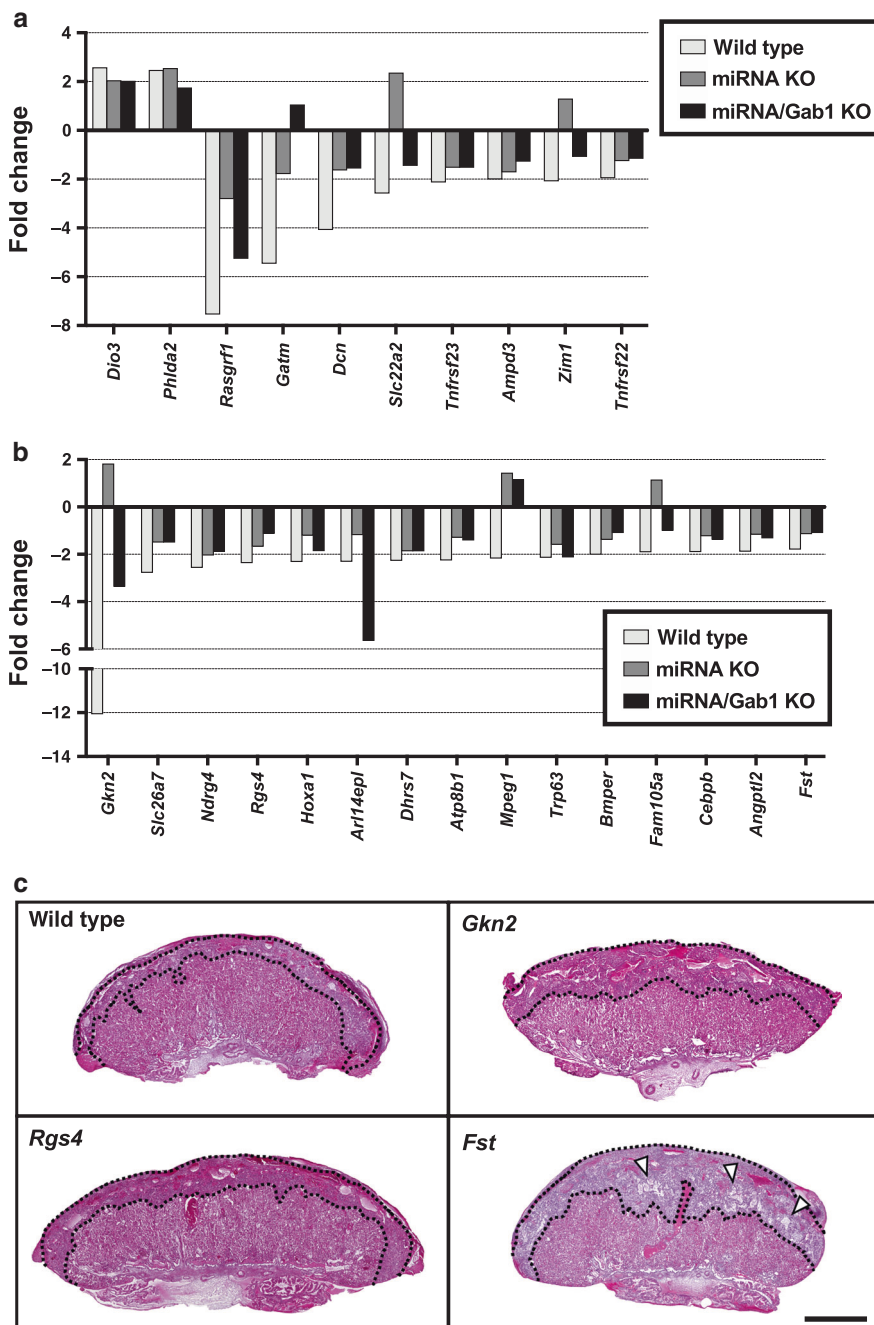 a
4
2
0
–2
–4
–6
–8
Fold change
Wild type
miRNA KO
miRNA/Gab1 KO
Dio3
Phlda2
Rasgrf1
Gatm
Dcn
Slc22a2
Tnfrsf23
Ampd3
Zim1
Tnfrsf22
b
2
0
–2
–4
–6
–10
–12
–14
Fold change
Wild type
miRNA KO
miRNA/Gab1 KO
Gkn2
Slc26a7
Ndrg4
Rgs4
Hoxa1
Arl14epl
Dhrs7
Atp8b1
Mpeg1
Trp63
Bmper
Fam105a
Cebpb
Angptl2
Fst
c
Wild type
Gkn2
Rgs4
Fst